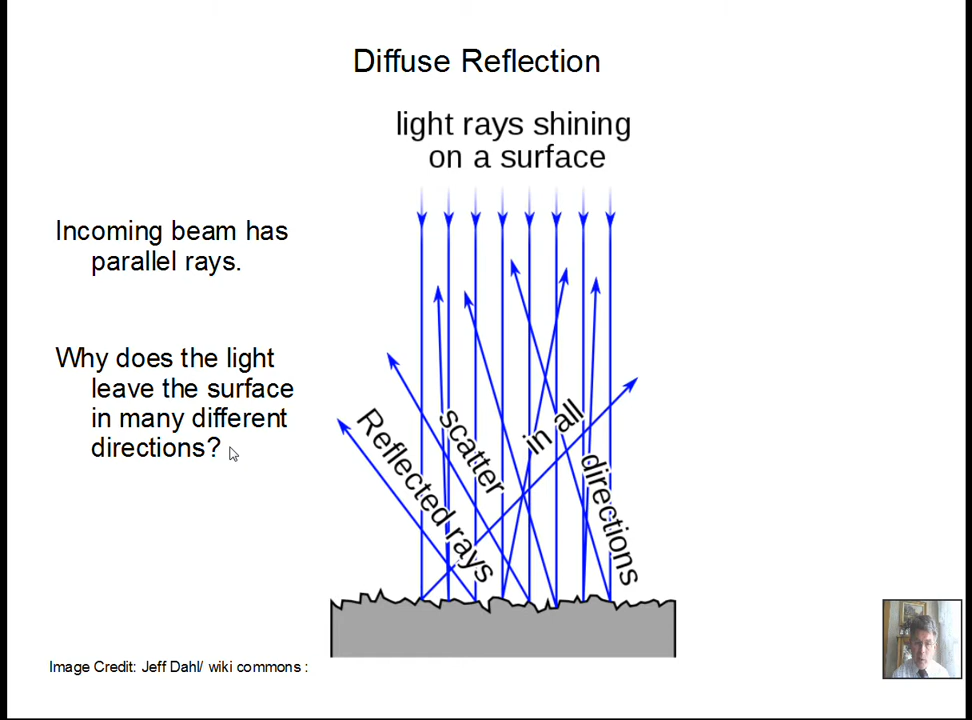 Diffuse Reflection
light rays shining
on a surface
Incoming beam has
parallel rays.
Why does the light
leave the surface
in many different
directions?
Reflected rays
scatter
in all
directions
Image Credit: Jeff Dahl/ wiki commons :